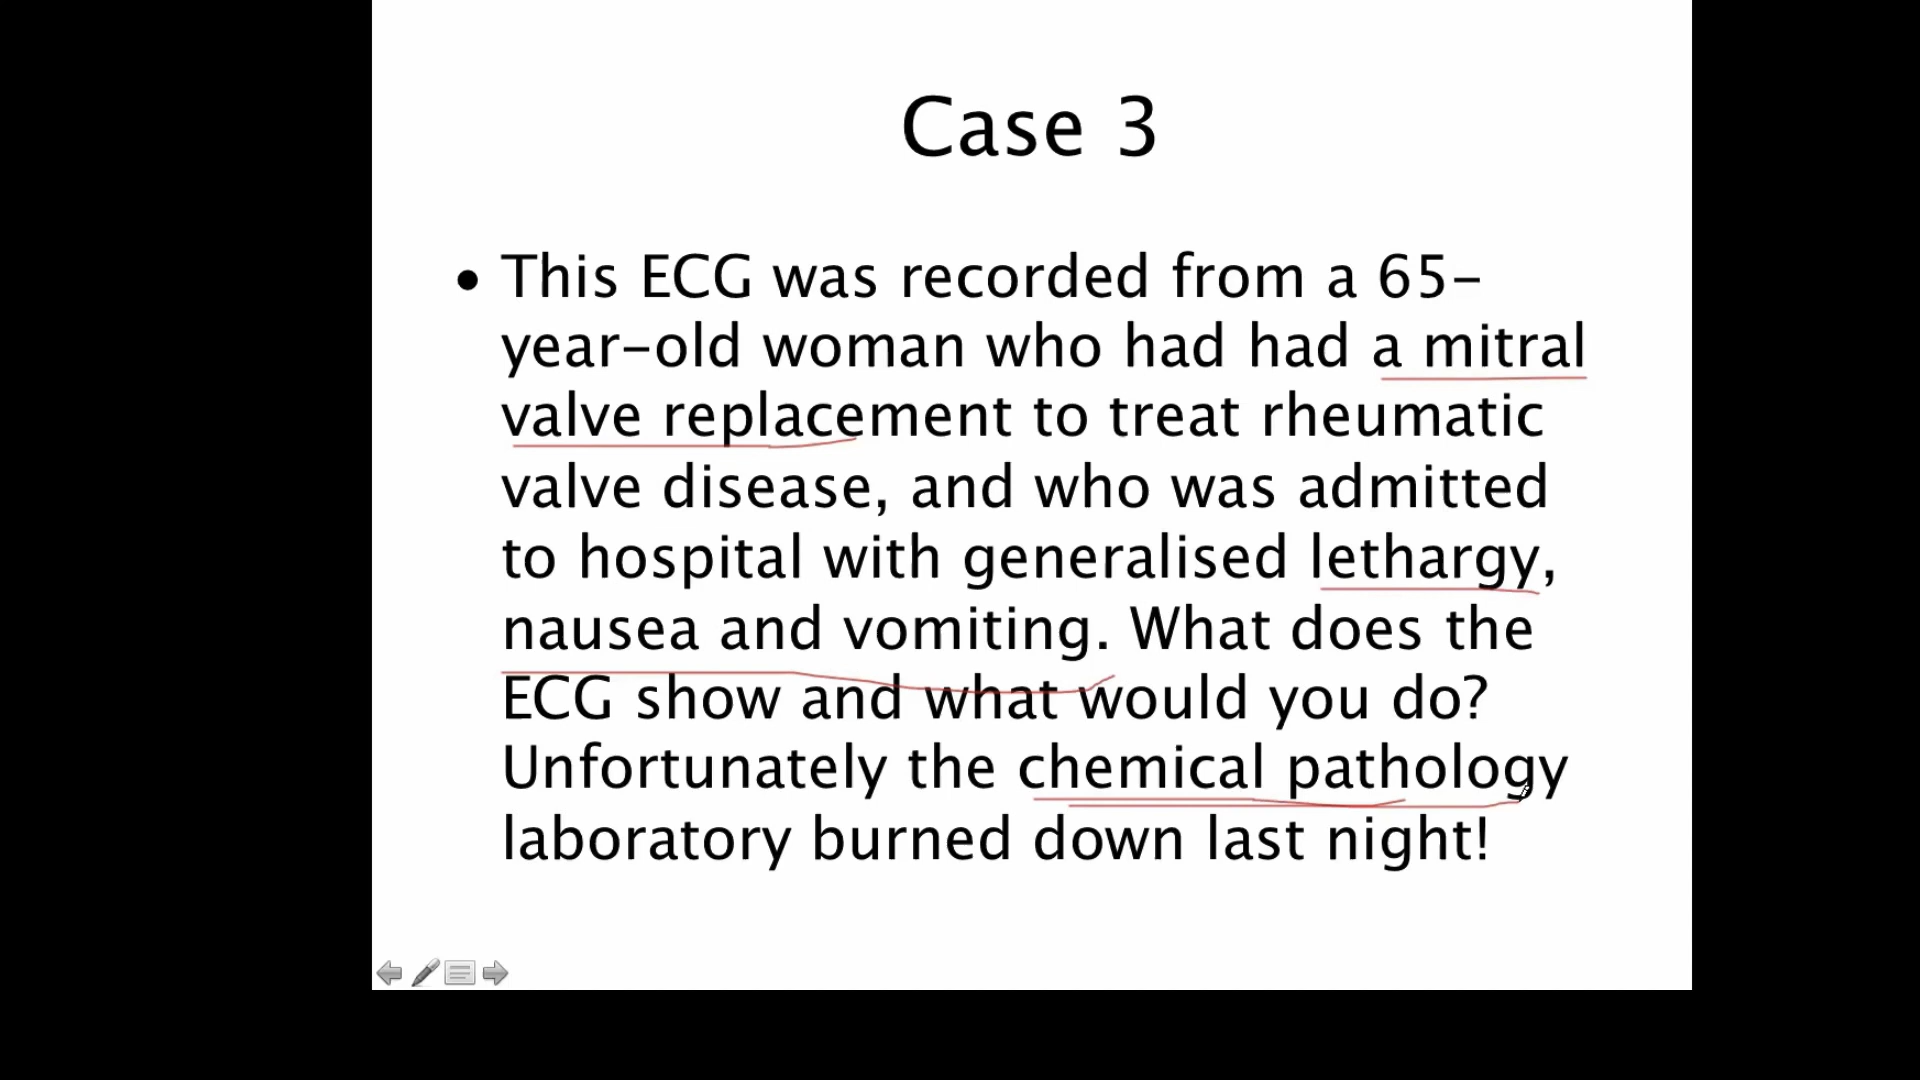 Case 3
• This ECG was recorded from a 65-
year-old woman who had had a mitral
valve replacement to treat rheumatic
valve disease, and who was admitted
to hospital with generalised lethargy,
nausea and vomiting. What does the
ECG show and what would you do?
Unfortunately the chemical pathology
laboratory burned down last night!